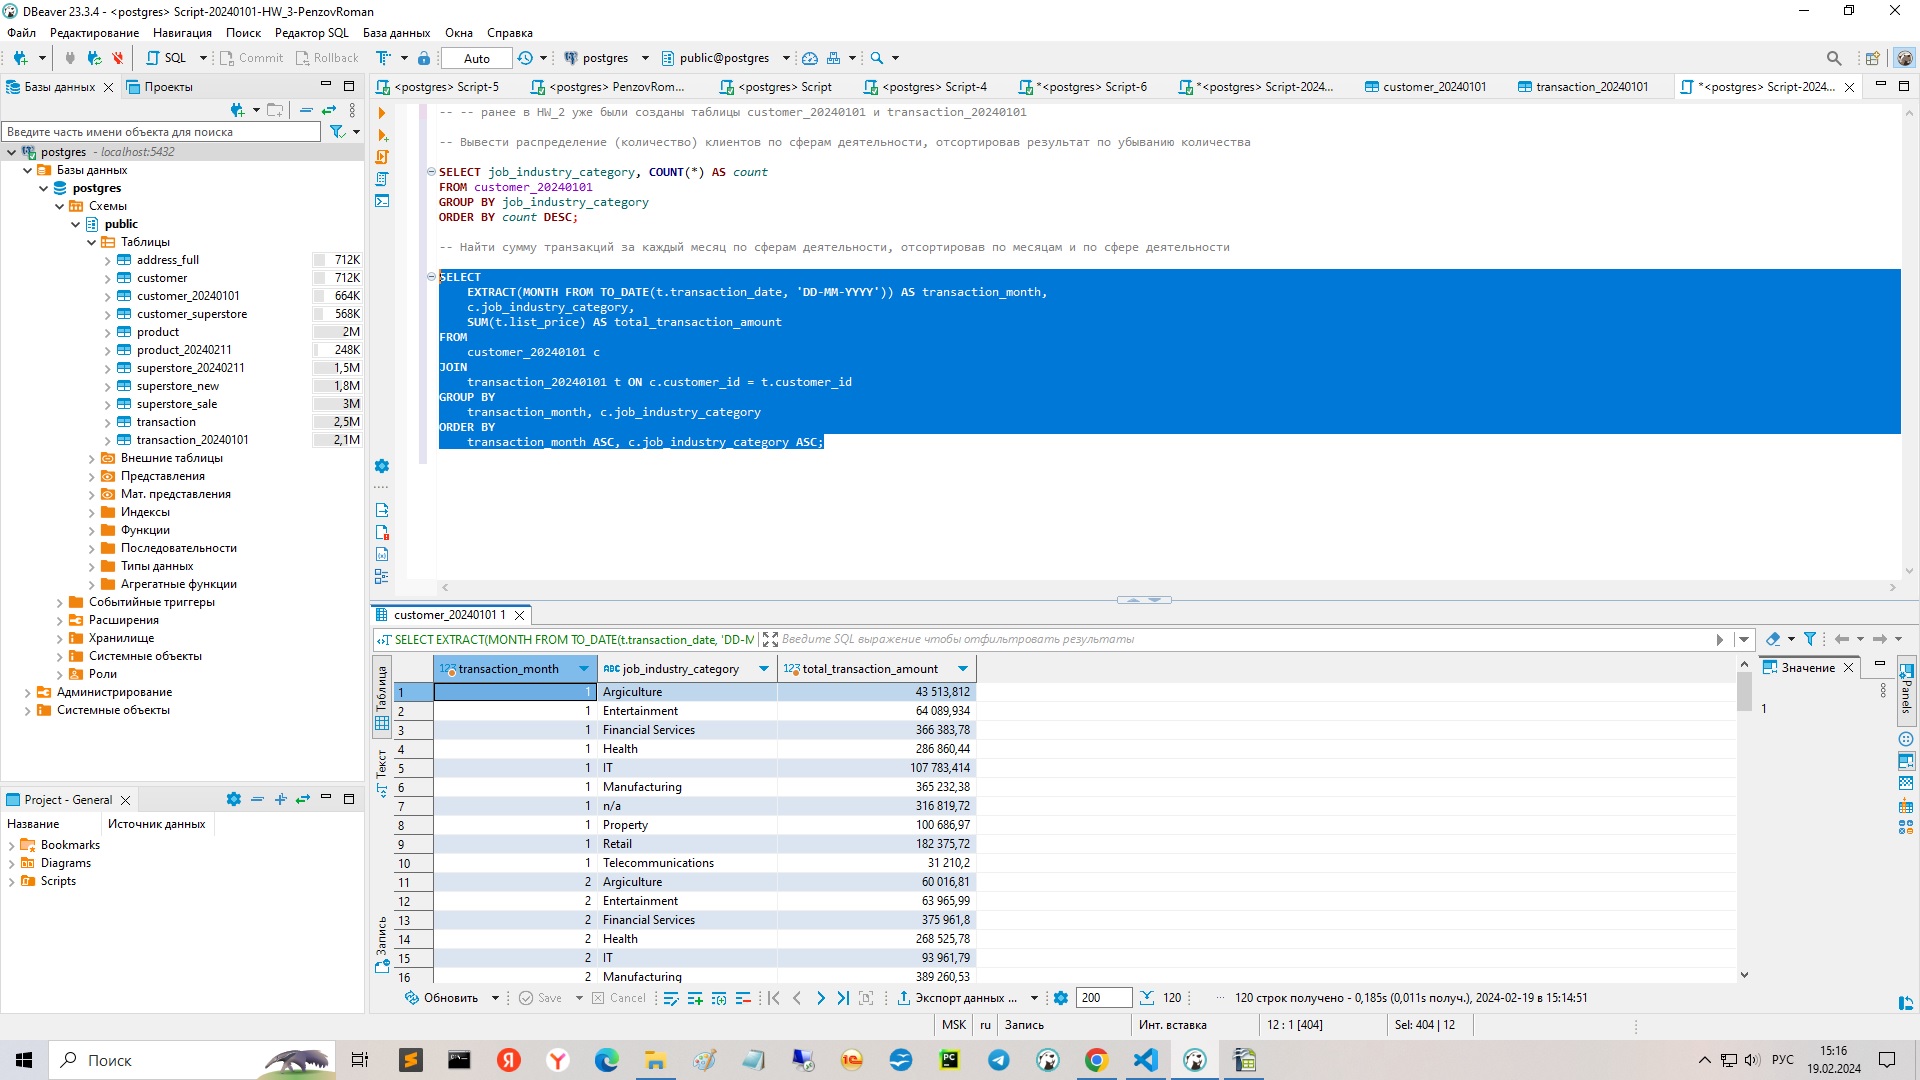 DBeaver 23.3.4 - <postgres> Script-20240101-HW_3-PenzovRoman
Файл Редактирование Навигация Поиск Редактор SQL База данных Окна Справка
SQL Commit Rollback Auto postgres public@postgres
Базы данных Проекты
<postgres> Script-5 <postgres> PenzovRom... <postgres> Script <postgres> Script-4 *<postgres> Script-6 *<postgres> Script-2024... customer_20240101 transaction_20240101 *<postgres> Script-2024...
Введите часть имени объекта для поиска
postgres - localhost:5432
Базы данных
postgres
Схемы
public
Таблицы
address_full 712K
customer 712K
customer_20240101 664K
customer_superstore 568K
product 2M
product_20240211 248K
superstore_20240211 1,5M
superstore_new 1,8M
superstore_sale 3M
transaction 2,5M
transaction_20240101 2,1M
Внешние таблицы
Представления
Мат. представления
Индексы
Функции
Последовательности
Типы данных
Агрегатные функции
Событийные триггеры
Расширения
Хранилище
Системные объекты
Роли
Администрирование
Системные объекты
Project - General
Название Источник данных
Bookmarks
Diagrams
Scripts
-- -- ранее в HW_2 уже были созданы таблицы customer_20240101 и transaction_20240101
-- Вывести распределение (количество) клиентов по сферам деятельности, отсортировав результат по убыванию количества
SELECT job_industry_category, COUNT(*) AS count
FROM customer_20240101
GROUP BY job_industry_category
ORDER BY count DESC;
-- Найти сумму транзакций за каждый месяц по сферам деятельности, отсортировав по месяцам и по сфере деятельности
SELECT
EXTRACT(MONTH FROM TO_DATE(t.transaction_date, 'DD-MM-YYYY')) AS transaction_month,
c.job_industry_category,
SUM(t.list_price) AS total_transaction_amount
FROM
customer_20240101 c
JOIN
transaction_20240101 t ON c.customer_id = t.customer_id
GROUP BY
transaction_month, c.job_industry_category
ORDER BY
transaction_month ASC, c.job_industry_category ASC;
customer_20240101 1
SELECT EXTRACT(MONTH FROM TO_DATE(t.transaction_date, 'DD-M Введите SQL выражение чтобы отфильтровать результаты
Таблица
Текст
Запись
123 transaction_month ABC job_industry_category 123 total_transaction_amount
1 1 Argiculture 43 513,812
2 1 Entertainment 64 089,934
3 1 Financial Services 366 383,78
4 1 Health 286 860,44
5 1 IT 107 783,414
6 1 Manufacturing 365 232,38
7 1 n/a 316 819,72
8 1 Property 100 686,97
9 1 Retail 182 375,72
10 1 Telecommunications 31 210,2
11 2 Argiculture 60 016,81
12 2 Entertainment 63 965,99
13 2 Financial Services 375 961,8
14 2 Health 268 525,78
15 2 IT 93 961,79
16 2 Manufacturing 389 260,53
Значение
1
Panels
Обновить Save Cancel Экспорт данных ... 200 120 120 строк получено - 0,185s (0,011s получ.), 2024-02-19 в 15:14:51
MSK ru Запись Инт. вставка 12 : 1 [404] Sel: 404 | 12
Поиск
РУС 15:16
19.02.2024